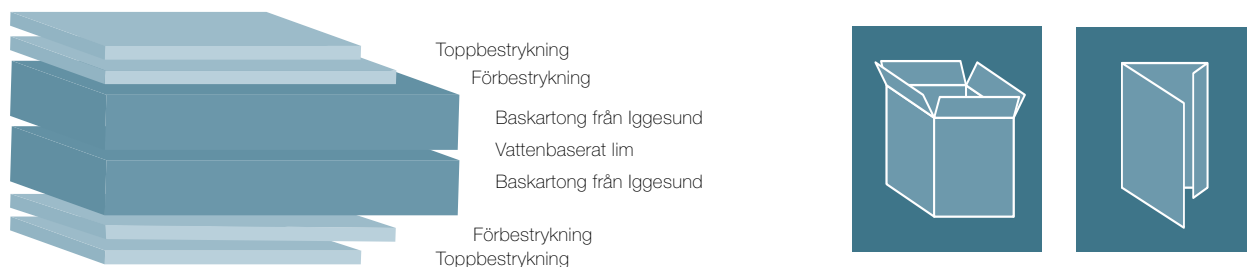 Toppbestrykning
Förbestrykning
Baskartong från Iggesund
Vattenbaserat lim
Baskartong från Iggesund
Förbestrykning
Toppbestrykning